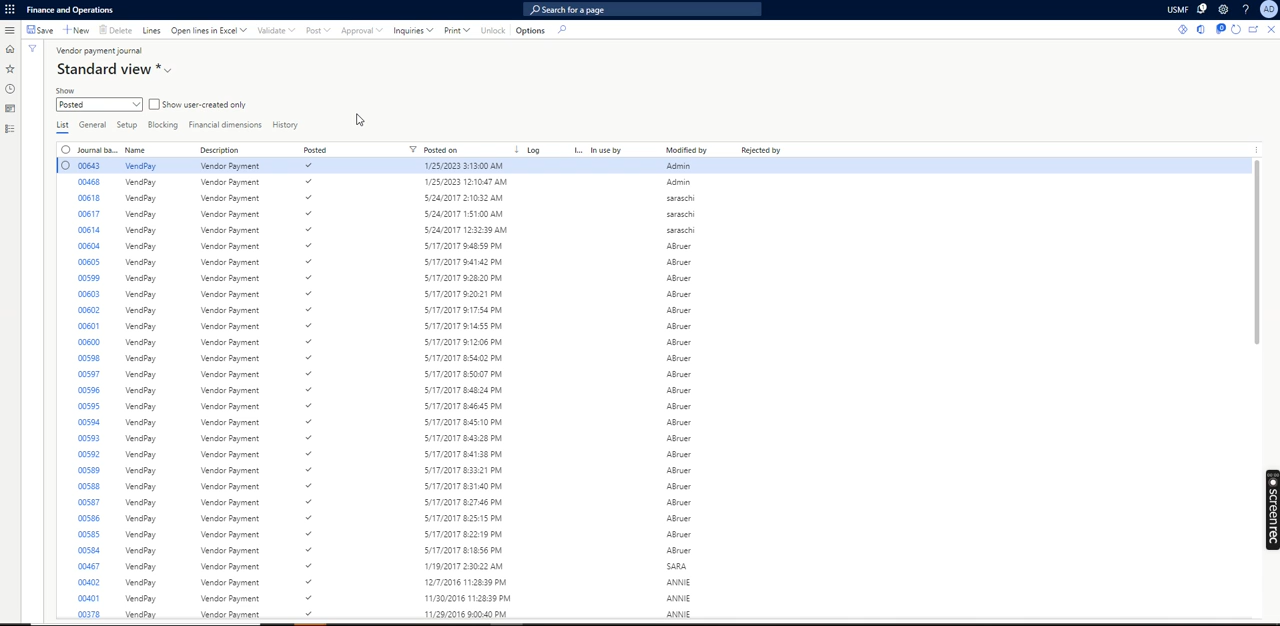 Finance and Operations
Search for a page
USMF
AD
Save New Delete Lines Open lines in Excel Validate Post Approval Inquiries Print Unlock Options
Vendor payment journal
Standard view *
Show
Posted Show user-created only
List General Setup Blocking Financial dimensions History
Journal ba... Name Description Posted Posted on Log I... In use by Modified by Rejected by
00643 VendPay Vendor Payment 1/25/2023 3:13:00 AM Admin
00468 VendPay Vendor Payment 1/25/2023 12:10:47 AM Admin
00618 VendPay Vendor Payment 5/24/2017 2:10:32 AM saraschi
00617 VendPay Vendor Payment 5/24/2017 1:51:00 AM saraschi
00614 VendPay Vendor Payment 5/24/2017 12:32:39 AM saraschi
00604 VendPay Vendor Payment 5/17/2017 9:48:59 PM ABruer
00605 VendPay Vendor Payment 5/17/2017 9:41:42 PM ABruer
00599 VendPay Vendor Payment 5/17/2017 9:28:20 PM ABruer
00603 VendPay Vendor Payment 5/17/2017 9:20:21 PM ABruer
00602 VendPay Vendor Payment 5/17/2017 9:17:54 PM ABruer
00601 VendPay Vendor Payment 5/17/2017 9:14:55 PM ABruer
00600 VendPay Vendor Payment 5/17/2017 9:12:06 PM ABruer
00598 VendPay Vendor Payment 5/17/2017 8:54:02 PM ABruer
00597 VendPay Vendor Payment 5/17/2017 8:50:07 PM ABruer
00596 VendPay Vendor Payment 5/17/2017 8:48:24 PM ABruer
00595 VendPay Vendor Payment 5/17/2017 8:46:45 PM ABruer
00594 VendPay Vendor Payment 5/17/2017 8:45:10 PM ABruer
00593 VendPay Vendor Payment 5/17/2017 8:43:28 PM ABruer
00592 VendPay Vendor Payment 5/17/2017 8:41:38 PM ABruer
00589 VendPay Vendor Payment 5/17/2017 8:33:21 PM ABruer
00588 VendPay Vendor Payment 5/17/2017 8:31:40 PM ABruer
00587 VendPay Vendor Payment 5/17/2017 8:27:46 PM ABruer
00586 VendPay Vendor Payment 5/17/2017 8:25:15 PM ABruer
00585 VendPay Vendor Payment 5/17/2017 8:22:19 PM ABruer
00584 VendPay Vendor Payment 5/17/2017 8:18:56 PM ABruer
00467 VendPay Vendor Payment 1/19/2017 2:30:22 AM SARA
00402 VendPay Vendor Payment 12/7/2016 11:28:39 PM ANNIE
00401 VendPay Vendor Payment 11/30/2016 11:28:39 PM ANNIE
00378 VendPay Vendor Payment 11/29/2016 9:00:40 PM ANNIE
screenrec